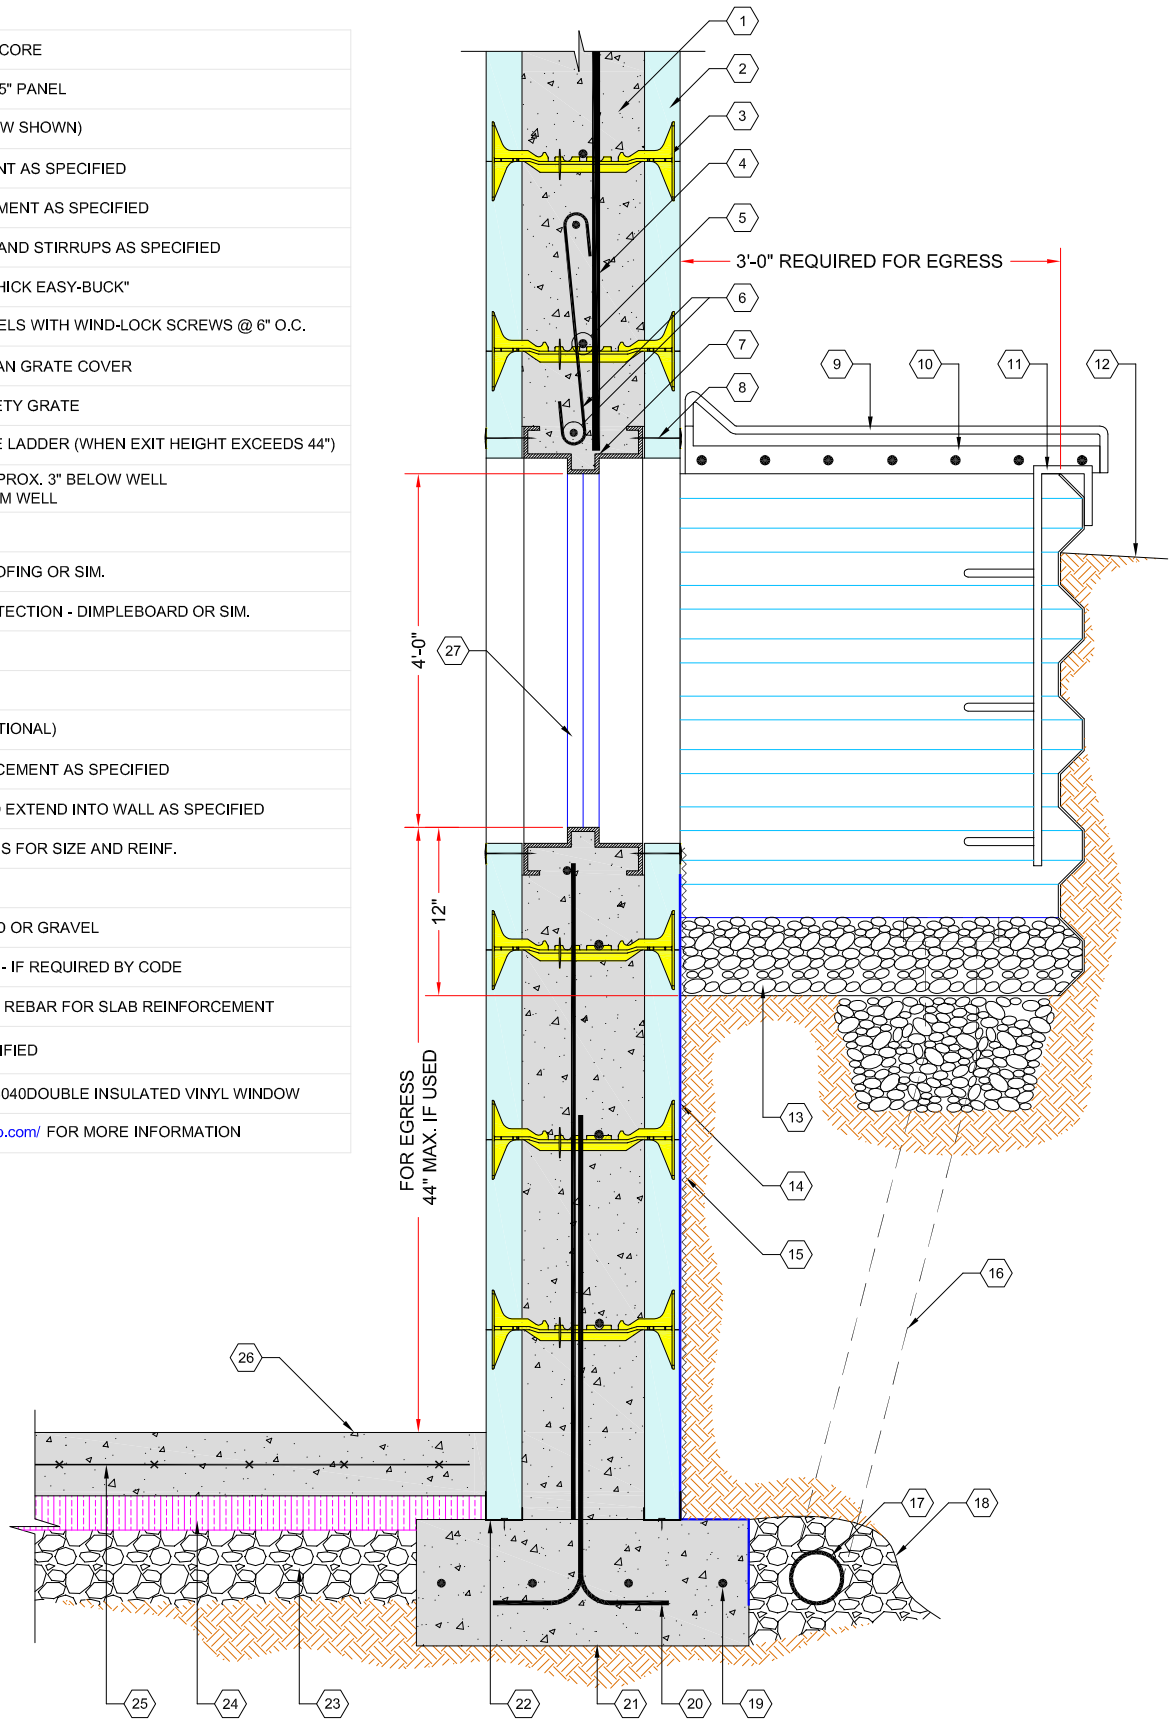 CORE
5" PANEL
W SHOWN)
NT AS SPECIFIED
MENT AS SPECIFIED
AND STIRRUPS AS SPECIFIED
HICK EASY-BUCK"
ELS WITH WIND-LOCK SCREWS @ 6" O.C.
AN GRATE COVER
ETY GRATE
E LADDER (WHEN EXIT HEIGHT EXCEEDS 44")
PROX. 3" BELOW WELL
M WELL
OFING OR SIM.
TECTION - DIMPLEBOARD OR SIM.
TIONAL)
CEMENT AS SPECIFIED
EXTEND INTO WALL AS SPECIFIED
S FOR SIZE AND REINF.
D OR GRAVEL
- IF REQUIRED BY CODE
REBAR FOR SLAB REINFORCEMENT
IFIED
040DOUBLE INSULATED VINYL WINDOW
o.com/ FOR MORE INFORMATION
1
2
3
4
5
3'-0" REQUIRED FOR EGRESS
6
7
8
9
10
11
12
4'-0"
27
12"
FOR EGRESS
44" MAX. IF USED
13
14
15
16
26
17
18
25
24
23
22
21
20
19